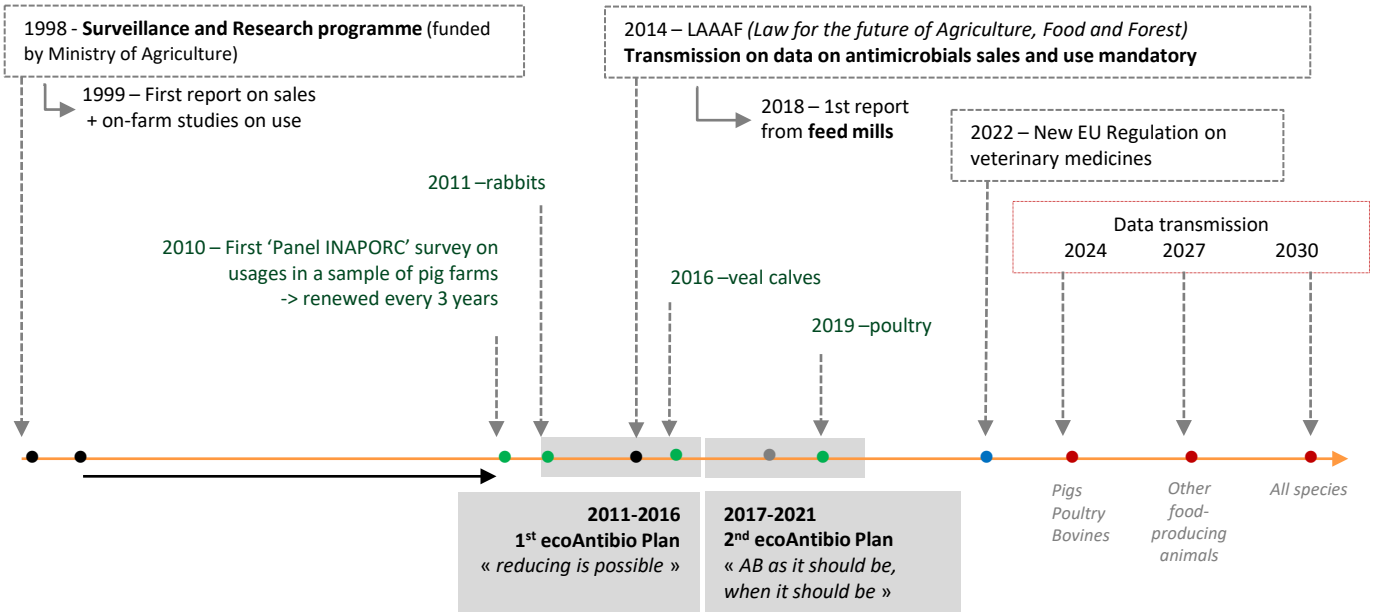 1998 - Surveillance and Research programme (funded
by Ministry of Agriculture)
1999 – First report on sales
+ on-farm studies on use
2014 – LAAAF (Law for the future of Agriculture, Food and Forest)
Transmission on data on antimicrobials sales and use mandatory
2018 – 1st report
from feed mills
2022 – New EU Regulation on
veterinary medicines
2011 –rabbits
2010 – First ‘Panel INAPORC’ survey on
usages in a sample of pig farms
-> renewed every 3 years
2016 –veal calves
2019 –poultry
Data transmission
2024 2027 2030
Pigs
Poultry
Bovines
Other
food-
producing
animals
All species
2011-2016
1st ecoAntibio Plan
« reducing is possible »
2017-2021
2nd ecoAntibio Plan
« AB as it should be,
when it should be »